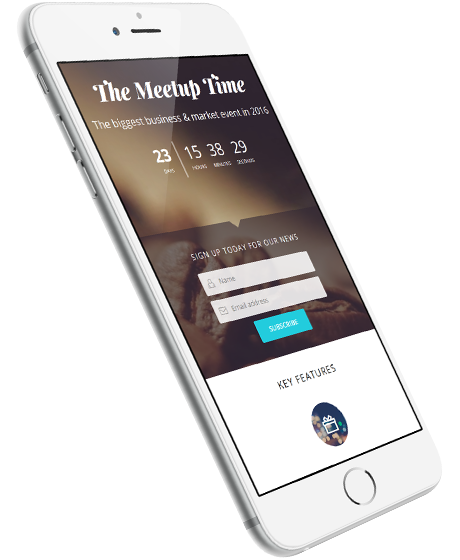 The Meetup Time
The biggest business & market event in 2016
23 15 38 29
DAYS HOURS MINUTES SECONDS
SIGN UP TODAY FOR OUR NEWS
Name
Email address
SUBSCRIBE
KEY FEATURES